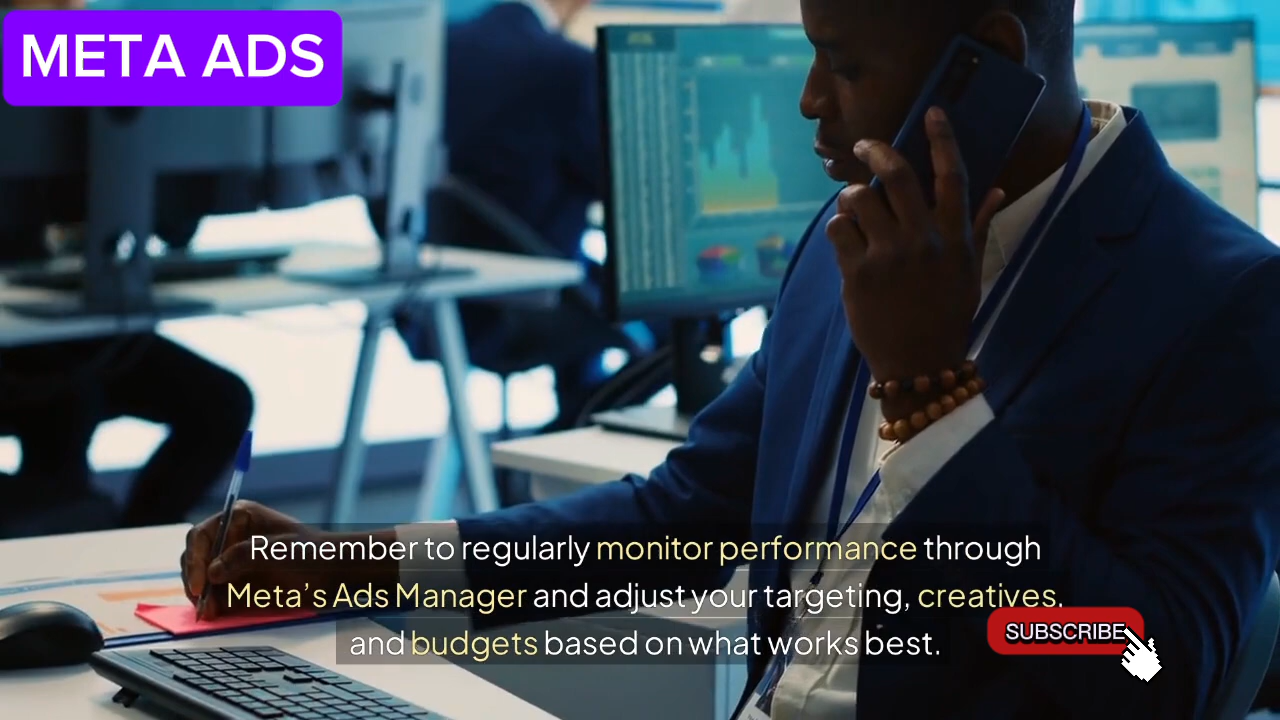 META ADS
Remember to regularly monitor performance through
Meta's Ads Manager and adjust your targeting, creatives,
and budgets based on what works best.
SUBSCRIBE